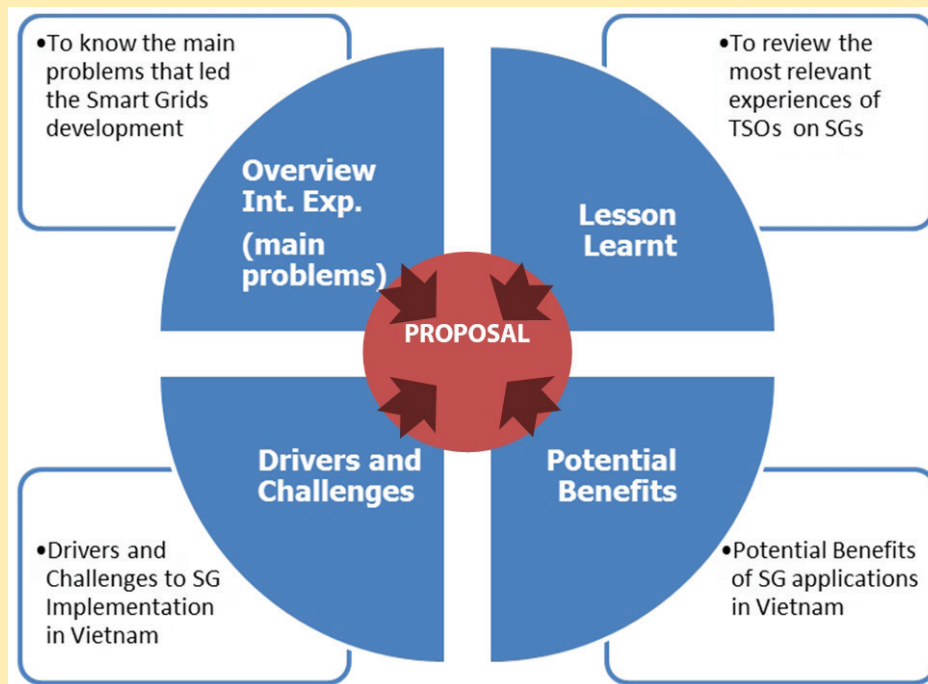 •To know the main
problems that led
the Smart Grids
development
Overview
Int. Exp.
(main
problems)
•To review the
most relevant
experiences of
TSOs on SGs
Lesson
Learnt
PROPOSAL
Drivers and
Challenges
•Drivers and
Challenges to SG
Implementation
in Vietnam
Potential
Benefits
•Potential Benefits
of SG applications
in Vietnam